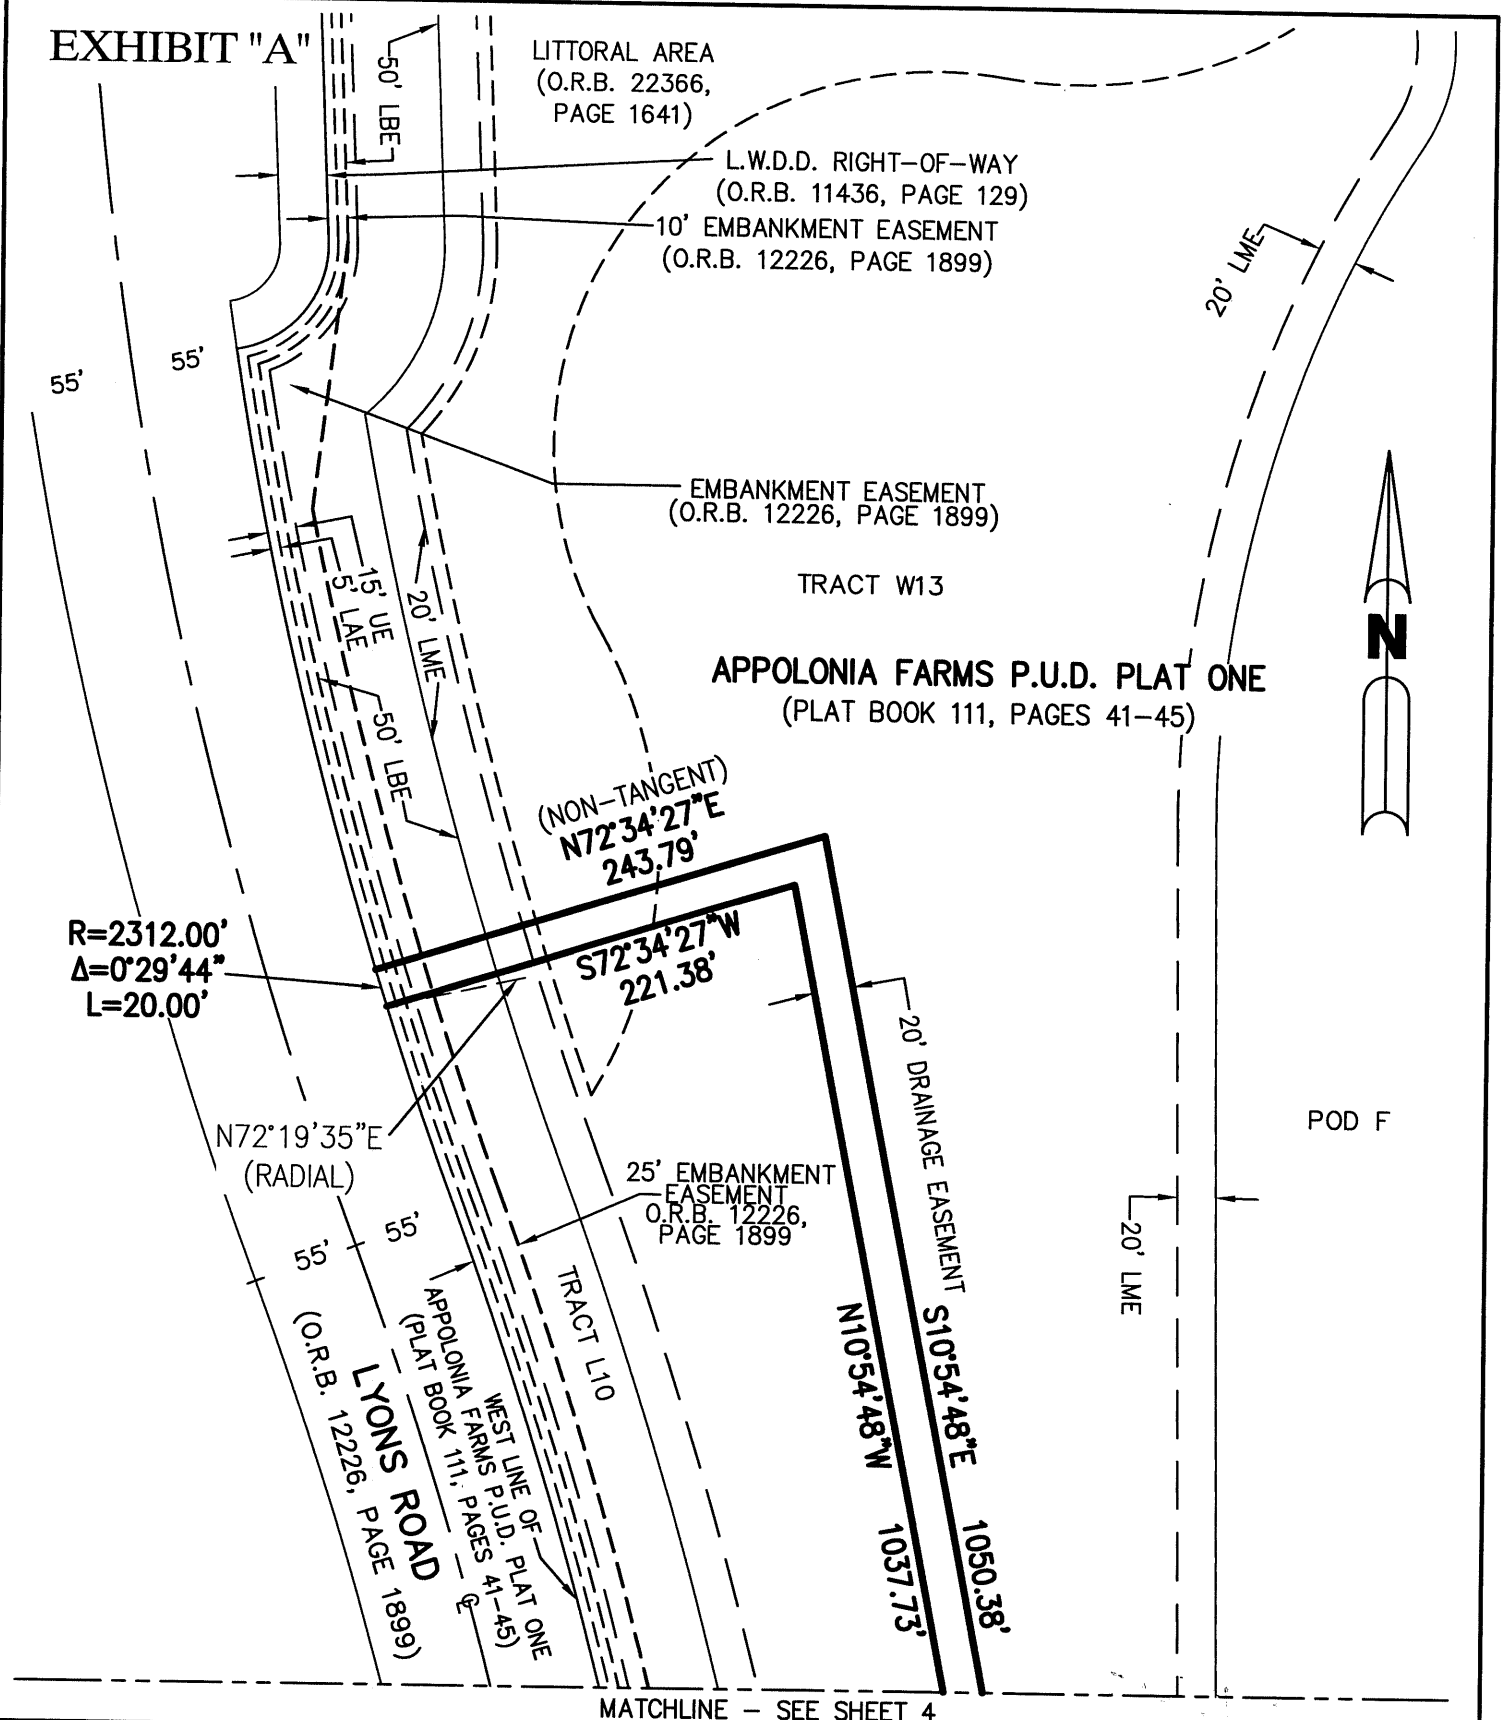 EXHIBIT "A"
50' LBE
LITTORAL AREA
(O.R.B. 22366,
PAGE 1641)
L.W.D.D. RIGHT-OF-WAY
(O.R.B. 11436, PAGE 129)
10' EMBANKMENT EASEMENT
(O.R.B. 12226, PAGE 1899)
20' LME
55'
55'
EMBANKMENT EASEMENT
(O.R.B. 12226, PAGE 1899)
15' UE
5' LAE
20' LME
TRACT W13
N
APPOLONIA FARMS P.U.D. PLAT ONE
(PLAT BOOK 111, PAGES 41-45)
50' LBE
(NON-TANGENT)
N72°34'27"E
243.79'
R=2312.00'
Δ=0°29'44"
L=20.00'
S72°34'27"W
221.38'
20' DRAINAGE EASEMENT
POD F
N72°19'35"E
(RADIAL)
25' EMBANKMENT
EASEMENT
O.R.B. 12226,
PAGE 1899
20' LME
55'
55'
TRACT L10
LYONS ROAD
(O.R.B. 12226, PAGE 1899)
WEST LINE OF
APPOLONIA FARMS P.U.D. PLAT ONE
(PLAT BOOK 111, PAGES 41-45)
℄
N10°54'48"W 1037.73'
S10°54'48"E 1050.38'
MATCHLINE - SEE SHEET 4